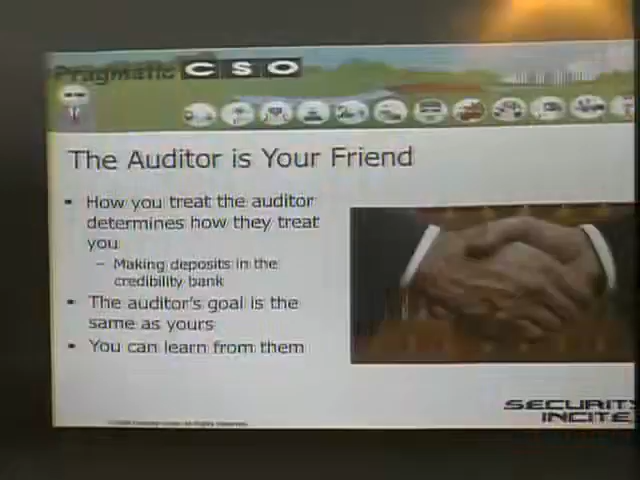 Pragmatic CSO
The Auditor is Your Friend
▪ How you treat the auditor
determines how they treat
you
– Making deposits in the
credibility bank
▪ The auditor's goal is the
same as yours
▪ You can learn from them
SECURITY
INCITE